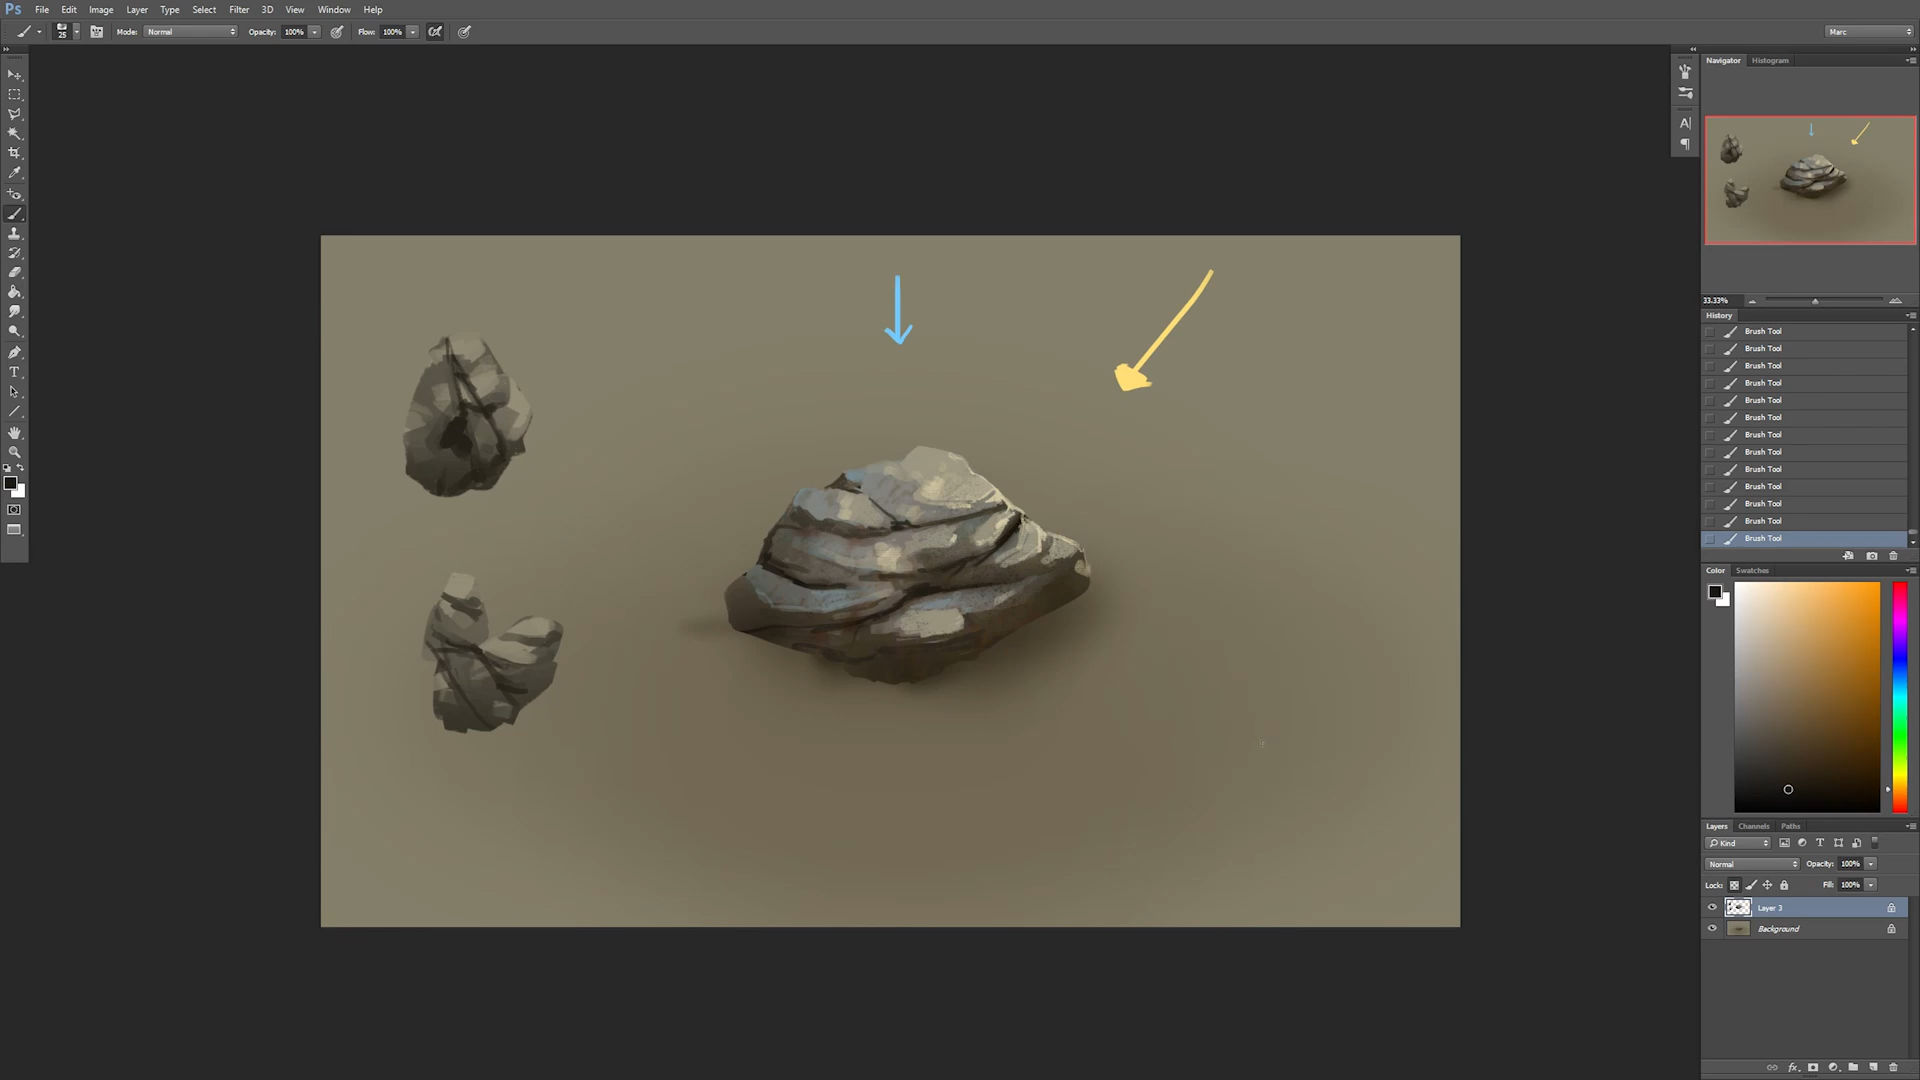 Ps File Edit Image Layer Type Select Filter 3D View Window Help
25 Mode: Normal Opacity: 100% Flow: 100% Marc
Navigator Histogram
33.33%
History
Brush Tool
Brush Tool
Brush Tool
Brush Tool
Brush Tool
Brush Tool
Brush Tool
Brush Tool
Brush Tool
Brush Tool
Brush Tool
Brush Tool
Brush Tool
Color Swatches
Layers Channels Paths
Kind
Normal Opacity: 100%
Lock: Fill: 100%
Layer 3
Background